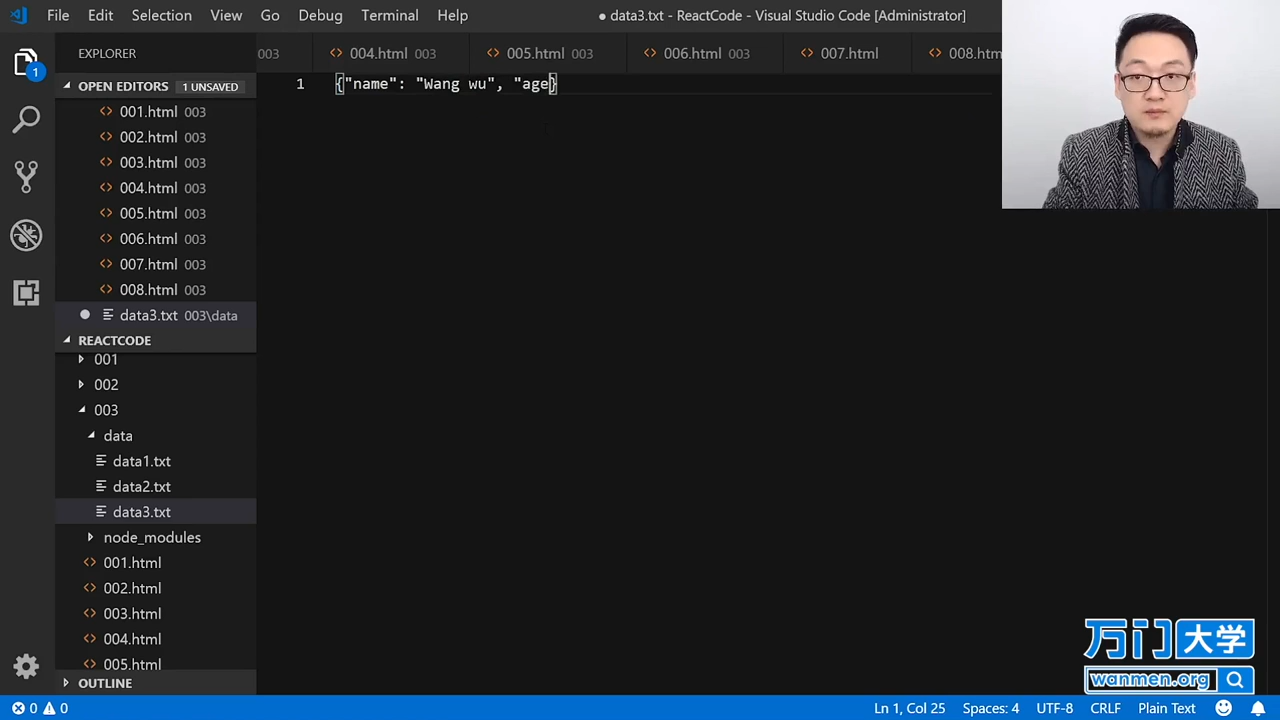 File Edit Selection View Go Debug Terminal Help
● data3.txt - ReactCode - Visual Studio Code [Administrator]
EXPLORER
003
004.html 003
005.html 003
006.html 003
007.html
008.htm
1
OPEN EDITORS 1 UNSAVED
001.html 003
002.html 003
003.html 003
004.html 003
005.html 003
006.html 003
007.html 003
008.html 003
data3.txt 003\data
REACTCODE
001
002
003
data
data1.txt
data2.txt
data3.txt
node_modules
001.html
002.html
003.html
004.html
005.html
OUTLINE
1 {"name": "Wang wu", "age}
万门大学
wanmen.org
0 0
Ln 1, Col 25 Spaces: 4 UTF-8 CRLF Plain Text